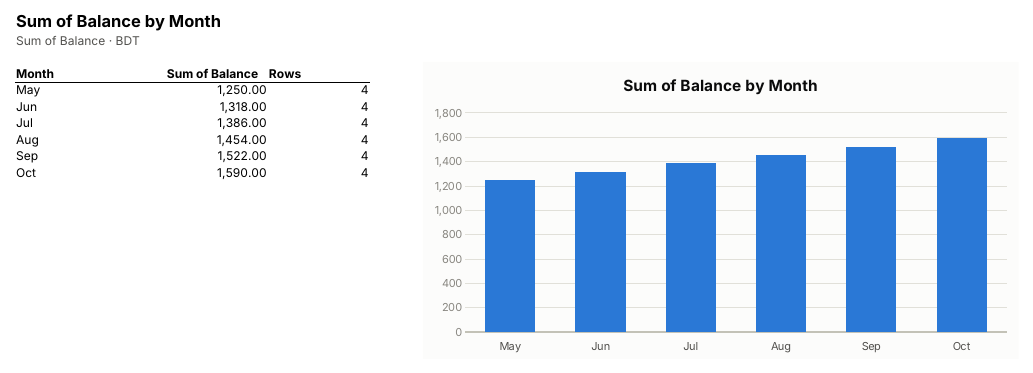 Sum of Balance by Month
Sum of Balance · BDT
Month Sum of Balance Rows
May 1,250.00 4
Jun 1,318.00 4
Jul 1,386.00 4
Aug 1,454.00 4
Sep 1,522.00 4
Oct 1,590.00 4
Sum of Balance by Month
1,800
1,600
1,400
1,200
1,000
800
600
400
200
0
May Jun Jul Aug Sep Oct